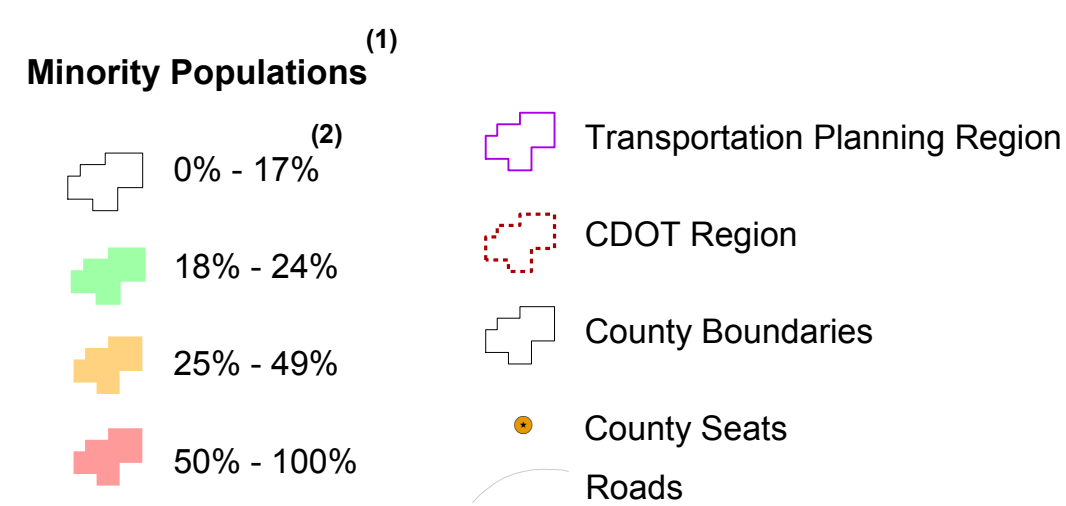 Minority Populations(1)
0% - 17%(2)
18% - 24%
25% - 49%
50% - 100%
Transportation Planning Region
CDOT Region
County Boundaries
County Seats
Roads